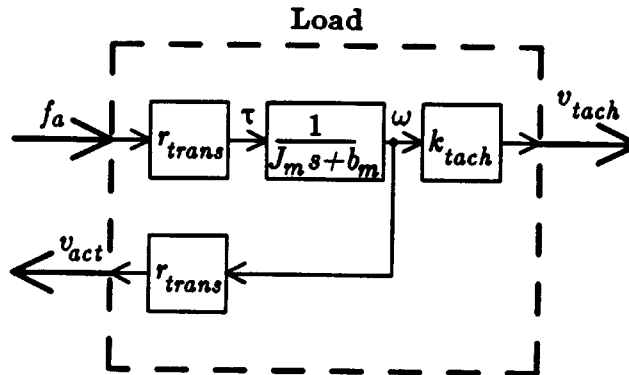 Load
f_a
r_trans
τ
1
J_m s+b_m
ω
k_tach
v_tach
v_act
r_trans